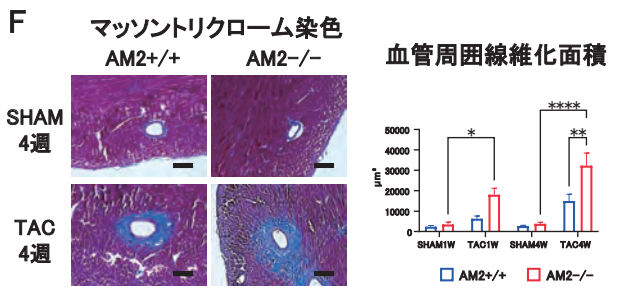 F
マッソントリクローム染色
AM2+/+ AM2-/-
SHAM
4週
TAC
4週
血管周囲線維化面積
****
* **
μm²
50000
40000
30000
20000
10000
0
SHAM1W TAC1W SHAM4W TAC4W
AM2+/+ AM2-/-